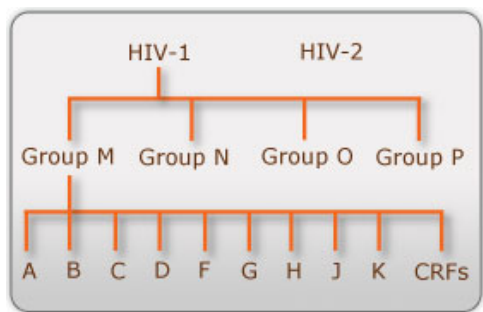 HIV-1 HIV-2
Group M Group N Group O Group P
A B C D F G H J K CRFs